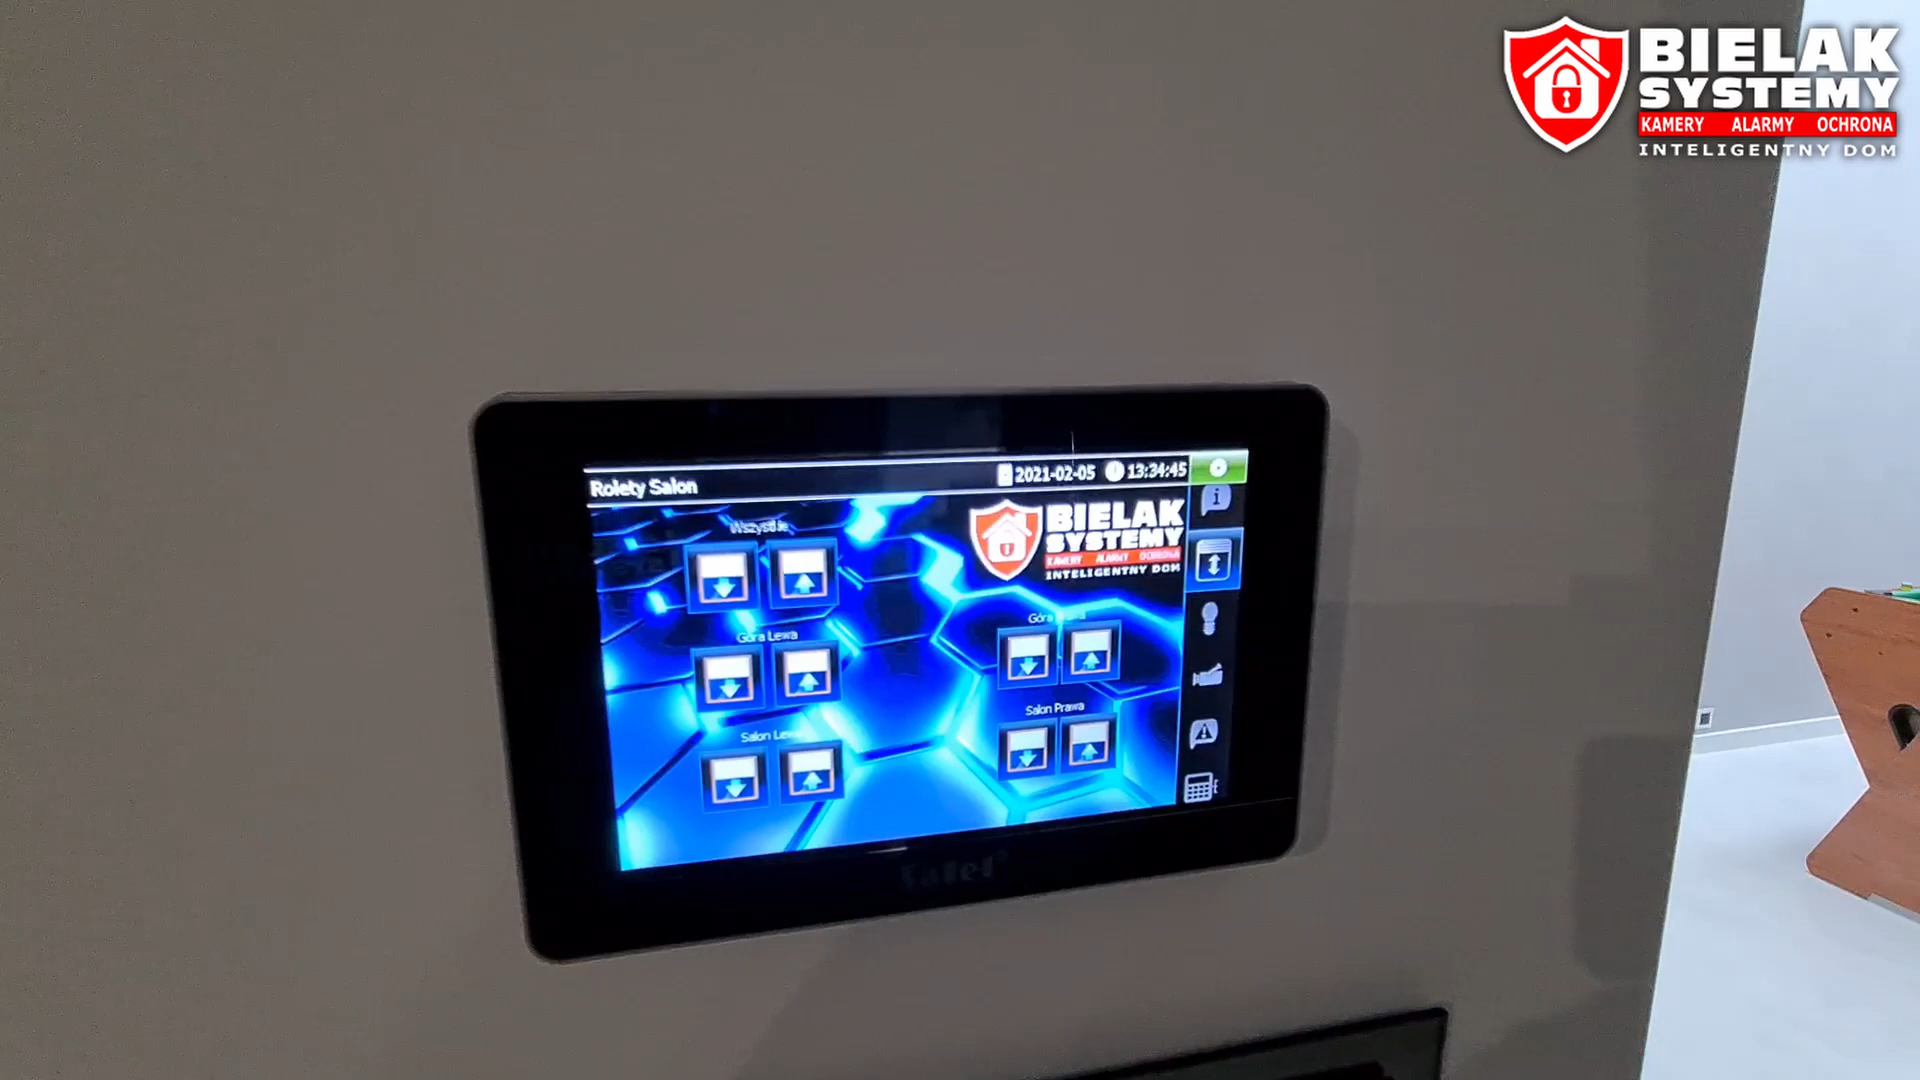 BIELAK
SYSTEMY
KAMERY ALARMY OCHRONA
INTELIGENTNY DOM
Rolety Salon
2021-02-05 13:34:45
Wszystkie
BIELAK
SYSTEMY
KAMERY ALARMY OCHRONA
INTELIGENTNY DOM
Góra Lewa
Góra
Salon Lewa
Salon Prawa
Satel